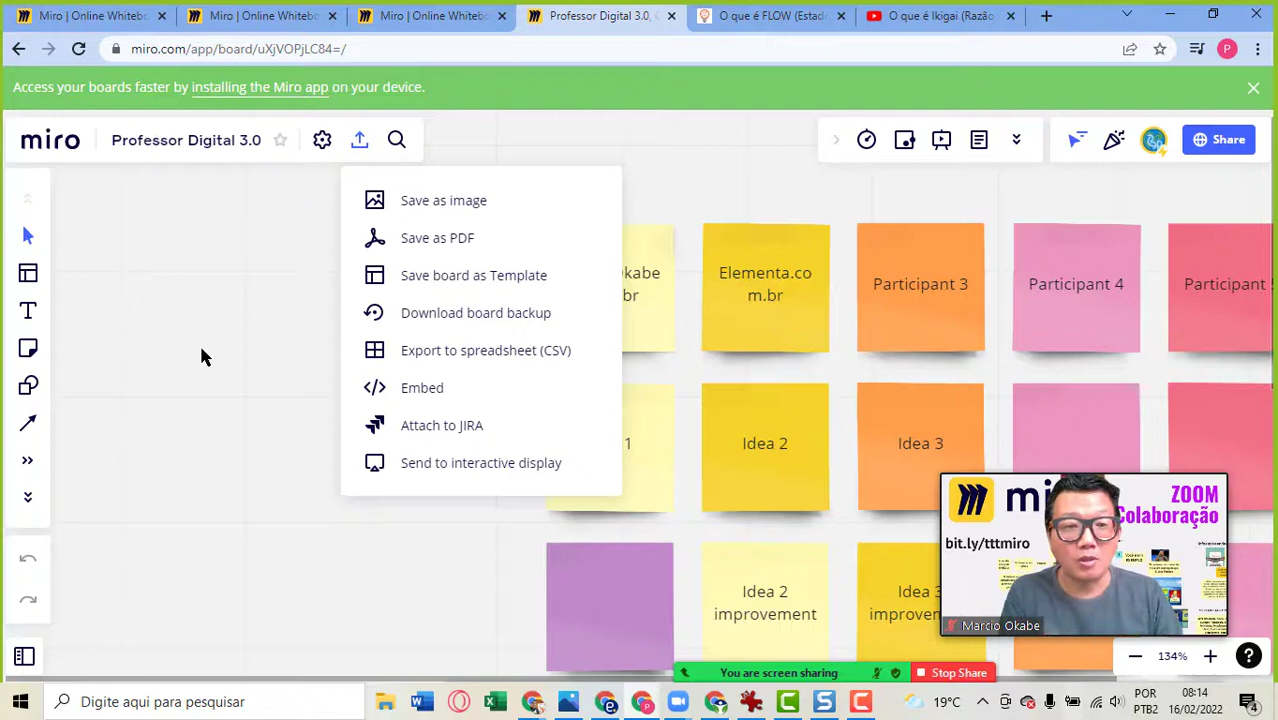 Miro | Online Whitebo
Miro | Online Whitebo
Miro | Online Whitebo
Professor Digital 3.0,
O que é FLOW (Estad
O que é Ikigai (Razão
miro.com/app/board/uXjVOPjLC84=/
P
Access your boards faster by installing the Miro app on your device.
miro
Professor Digital 3.0
Share
Save as image
Save as PDF
Save board as Template
Download board backup
Export to spreadsheet (CSV)
Embed
Attach to JIRA
Send to interactive display
Okabe
br
Elementa.co
m.br
Participant 3
Participant 4
Participant
1
Idea 2
Idea 3
Idea 2
improvement
Idea 3
improvem
mi
ZOOM
Colaboração
bit.ly/tttmiro
Marcio Okabe
134%
You are screen sharing
Stop Share
Digite aqui para pesquisar
19°C
POR
PTB2
08:14
16/02/2022
4